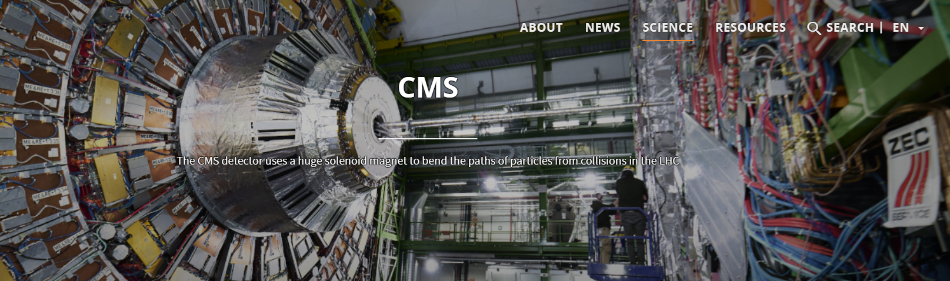 ABOUT NEWS SCIENCE RESOURCES SEARCH | EN
CMS
The CMS detector uses a huge solenoid magnet to bend the paths of particles from collisions in the LHC
ZEC
SERVICE